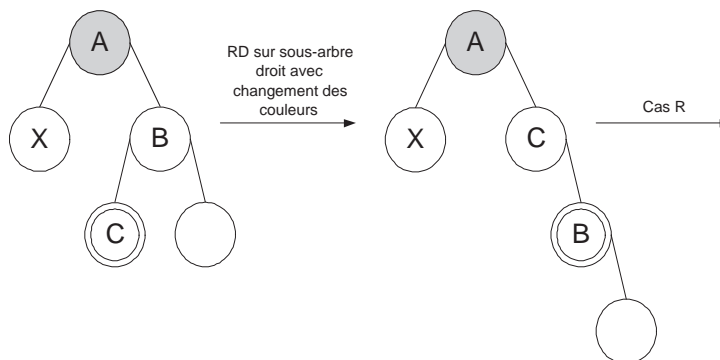 A
RD sur sous-arbre
droit avec
changement des
couleurs
A
X
B
X
C
Cas R
C
B